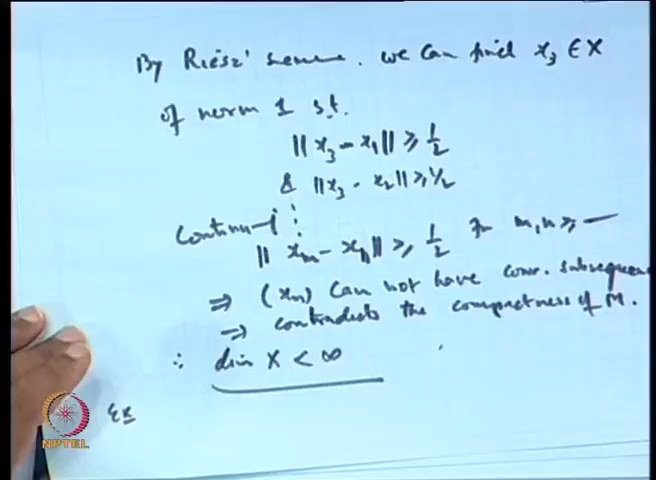 By Riesz' lemma. we can find x₃ ∈ X
of norm 1 s.t.
‖x₃ - x₁‖ ≥ 1/2
& ‖x₃ - x₂‖ ≥ 1/2
Continuing
‖xₘ - xₙ‖ ≥ 1/2 for m, n ≥ —
⇒ (xₙ) can not have conv. subsequence
→ contradicts the compactness of M.
∴ dim X < ∞
Ex
NPTEL